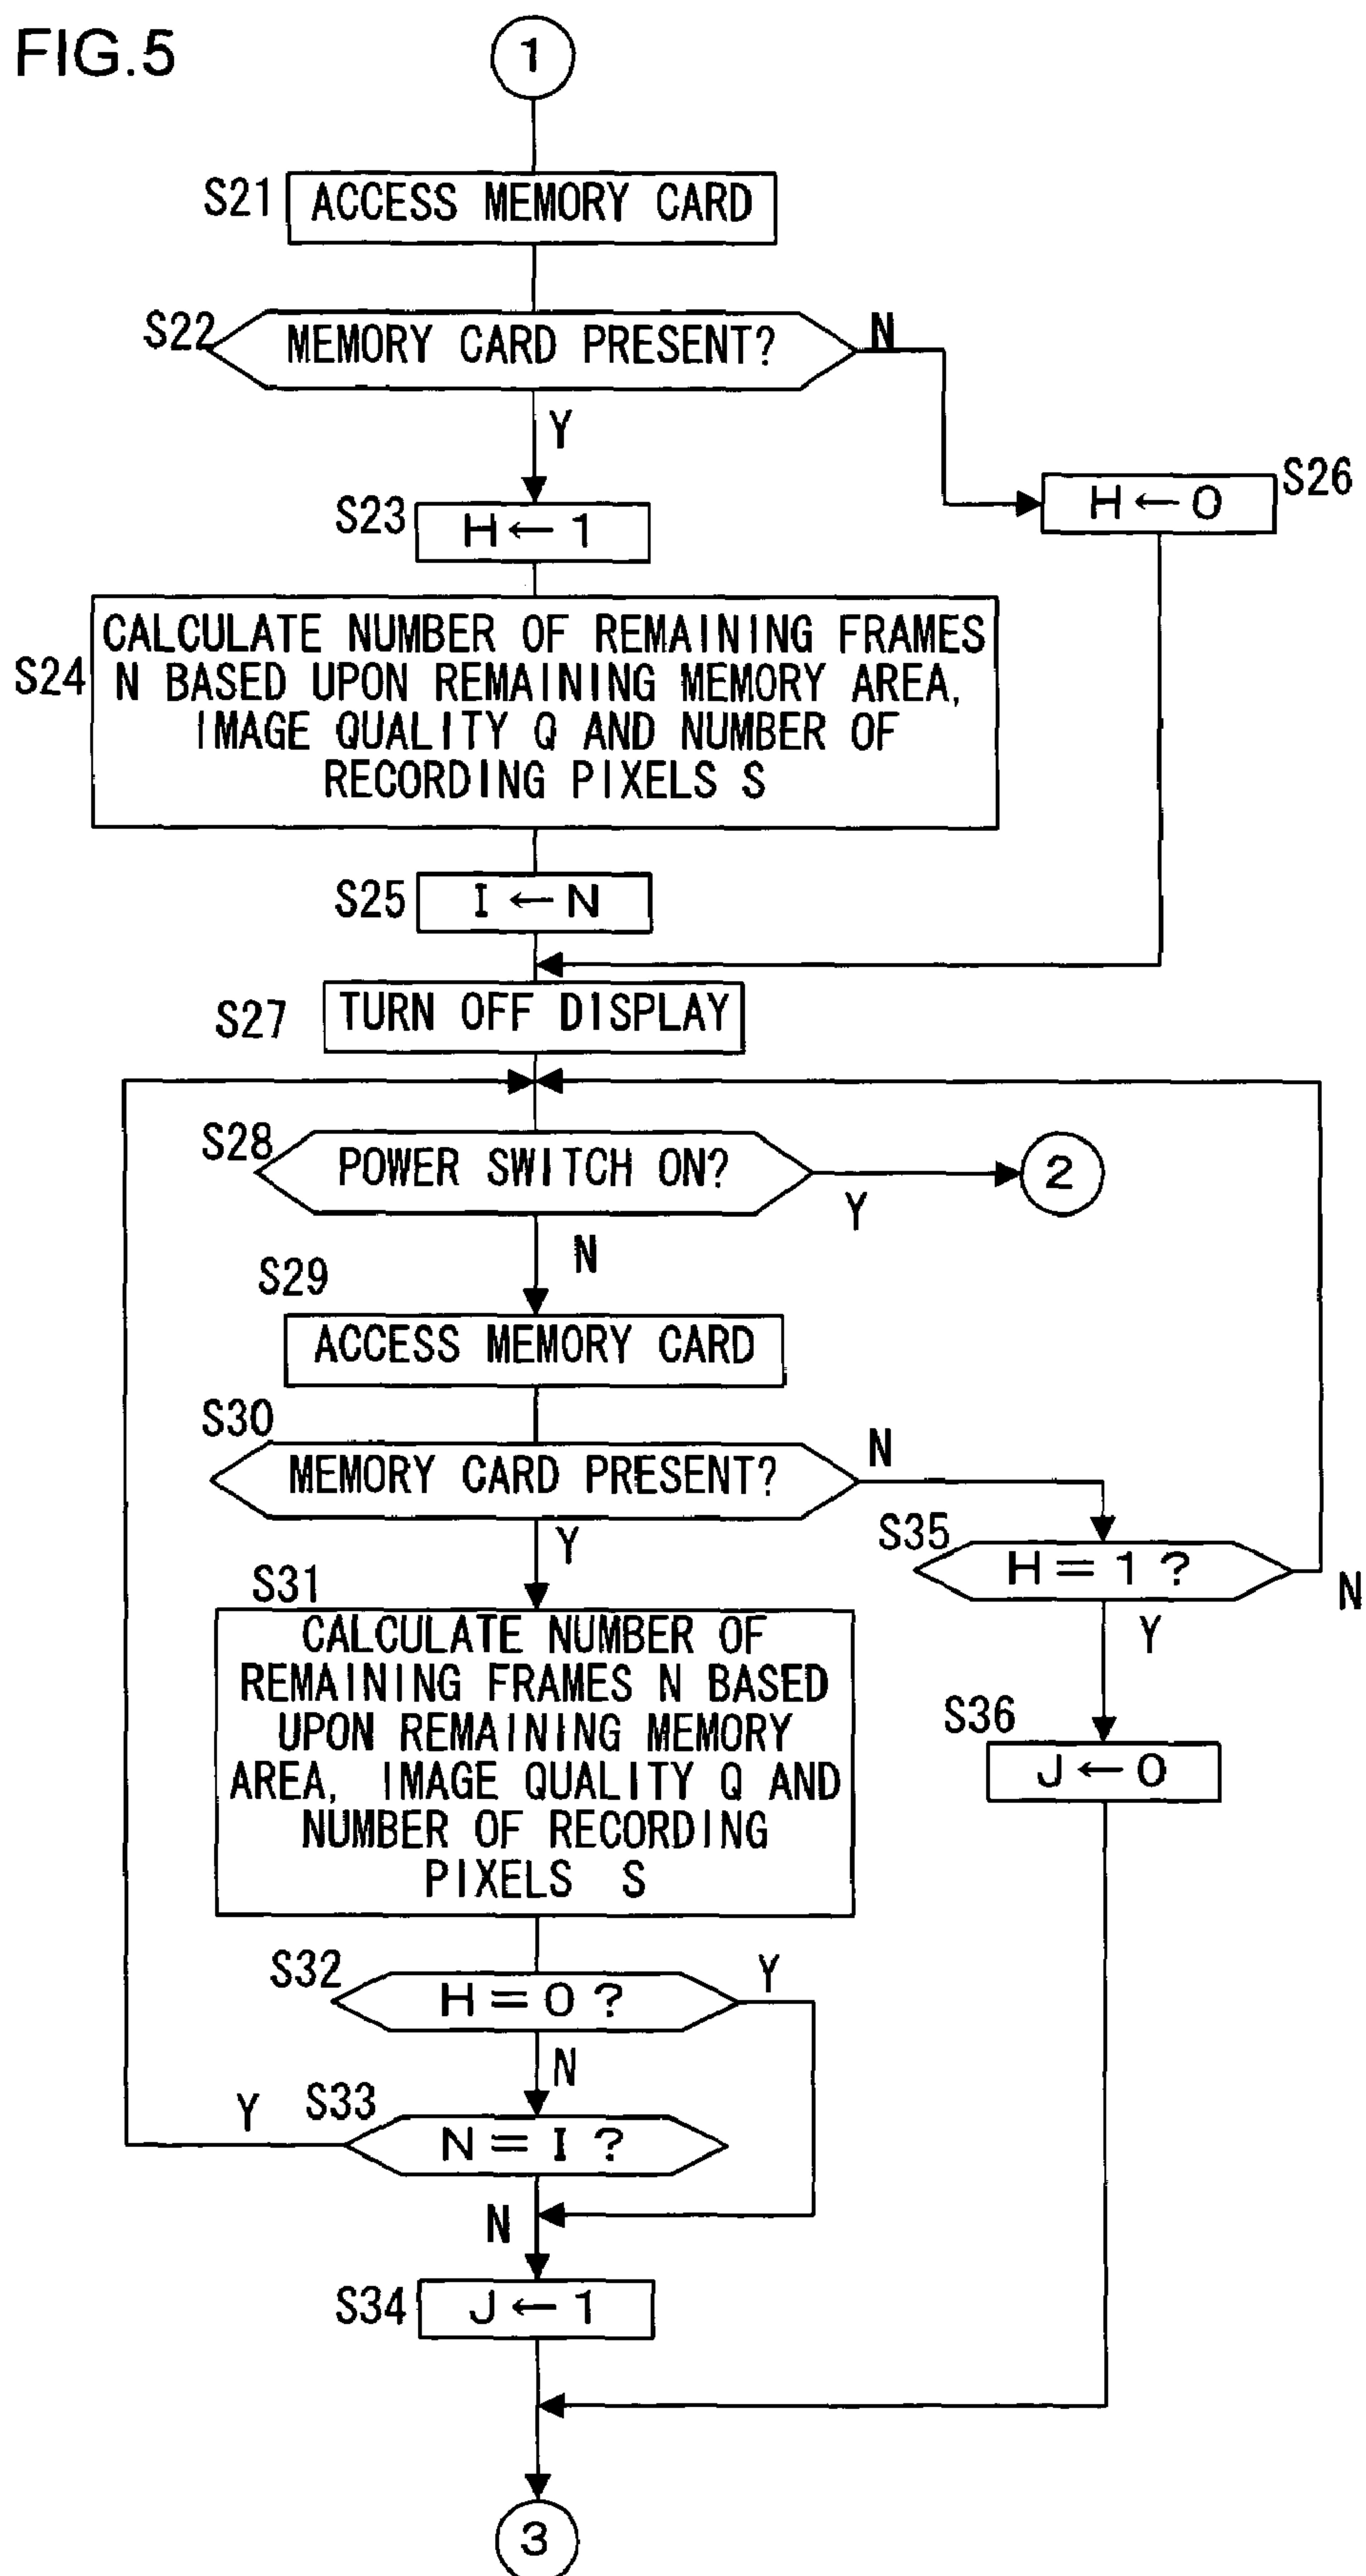 FIG.5
1
S21
ACCESS MEMORY CARD
S22
MEMORY CARD PRESENT?
N
Y
S23
H←1
S26
H←0
S24
CALCULATE NUMBER OF REMAINING FRAMES
N BASED UPON REMAINING MEMORY AREA,
IMAGE QUALITY Q AND NUMBER OF
RECORDING PIXELS S
S25
I←N
S27
TURN OFF DISPLAY
S28
POWER SWITCH ON?
Y
2
N
S29
ACCESS MEMORY CARD
S30
MEMORY CARD PRESENT?
N
Y
S35
H=1?
N
Y
S36
J←0
S31
CALCULATE NUMBER OF
REMAINING FRAMES N BASED
UPON REMAINING MEMORY
AREA, IMAGE QUALITY Q AND
NUMBER OF RECORDING
PIXELS S
S32
H=0?
Y
N
S33
N=I?
Y
N
S34
J←1
3